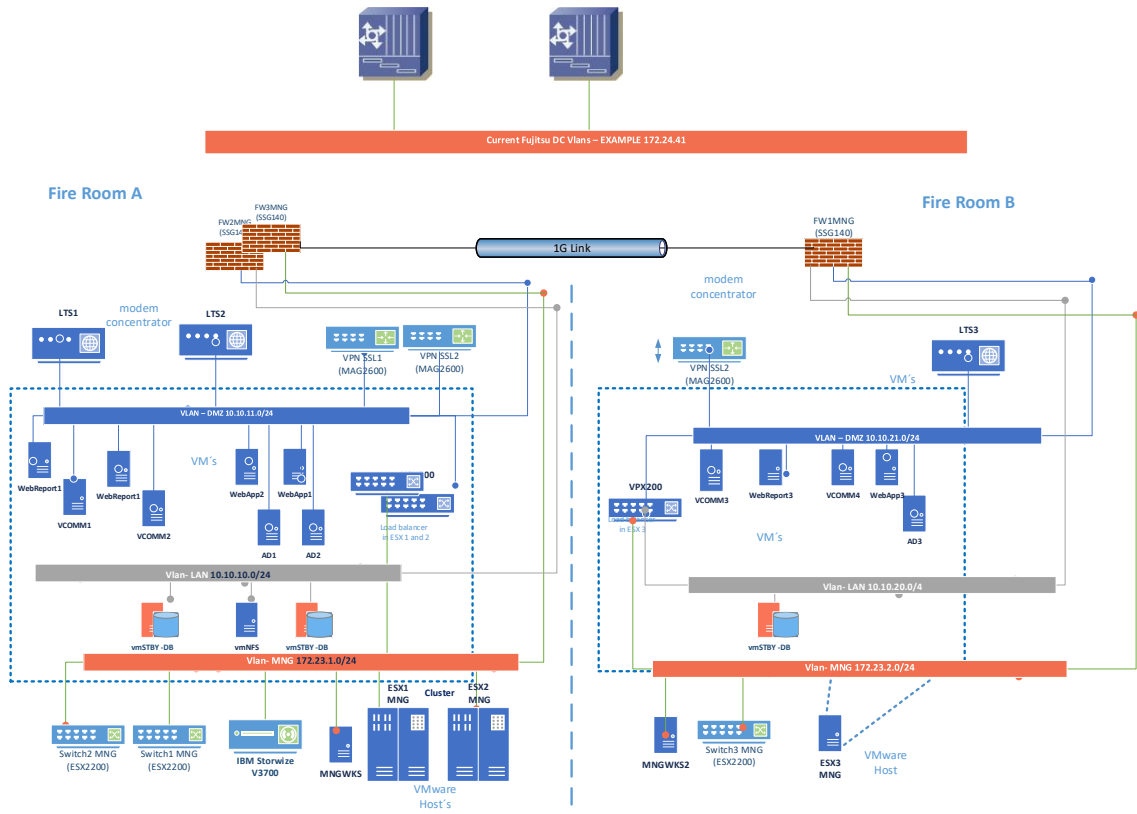 Current Fujitsu DC Vlans – EXAMPLE 172.24.41
Fire Room A
Fire Room B
FW3MNG
(SSG140)
FW2MNG
(SSG14
FW1MNG
(SSG140)
1G Link
LTS1
modem
concentrator
LTS2
VPN SSL1
(MAG2600)
VPN SSL2
(MAG2600)
modem
concentrator
VPN SSL2
(MAG2600)
LTS3
VM´s
VLAN – DMZ 10.10.11.0/24
VLAN – DMZ 10.10.21.0/24
WebReport1
VCOMM1
WebReport1
VCOMM2
VM´s
WebApp2
WebApp1
AD1
AD2
00
Load balancer
in ESX 1 and 2
VPX200
Load balancer
in ESX 3
VCOMM3
WebReport3
VCOMM4
WebApp3
AD3
VM´s
Vlan- LAN 10.10.10.0/24
Vlan- LAN 10.10.20.0/4
vmSTBY -DB
vmNFS
vmSTBY -DB
vmSTBY -DB
Vlan- MNG 172.23.1.0/24
Vlan- MNG 172.23.2.0/24
Switch2 MNG
(ESX2200)
Switch1 MNG
(ESX2200)
IBM Storwize
V3700
MNGWKS
ESX1
MNG
Cluster
ESX2
MNG
VMware
Host´s
MNGWKS2
Switch3 MNG
(ESX2200)
ESX3
MNG
VMware
Host